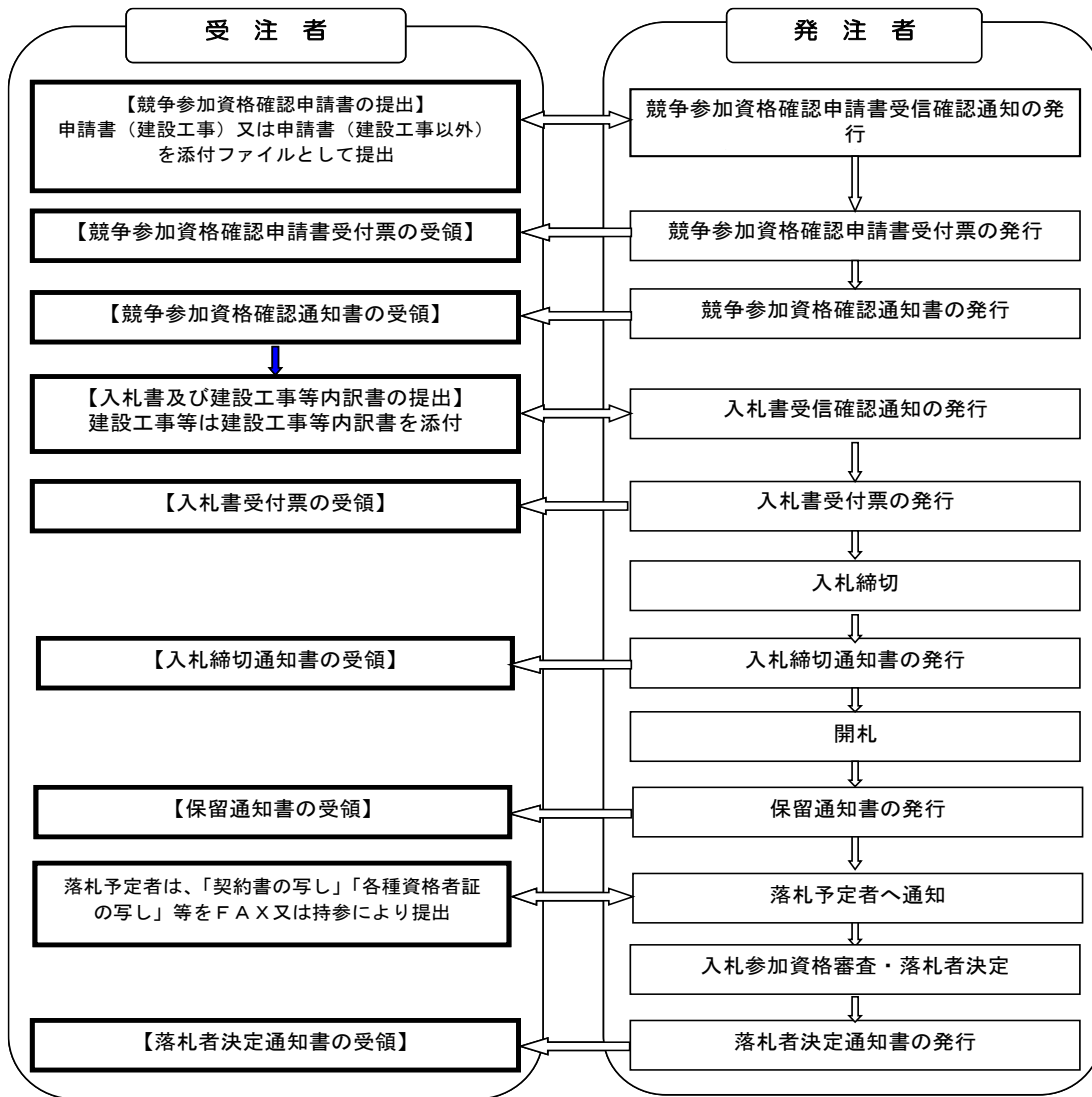 受 注 者
発 注 者
【競争参加資格確認申請書の提出】
申請書（建設工事）又は申請書（建設工事以外）
を添付ファイルとして提出
競争参加資格確認申請書受信確認通知の発
行
【競争参加資格確認申請書受付票の受領】
競争参加資格確認申請書受付票の発行
【競争参加資格確認通知書の受領】
競争参加資格確認通知書の発行
【入札書及び建設工事等内訳書の提出】
建設工事等は建設工事等内訳書を添付
入札書受信確認通知の発行
【入札書受付票の受領】
入札書受付票の発行
入札締切
【入札締切通知書の受領】
入札締切通知書の発行
開札
【保留通知書の受領】
保留通知書の発行
落札予定者は、「契約書の写し」「各種資格者証
の写し」等をＦＡＸ又は持参により提出
落札予定者へ通知
入札参加資格審査・落札者決定
【落札者決定通知書の受領】
落札者決定通知書の発行